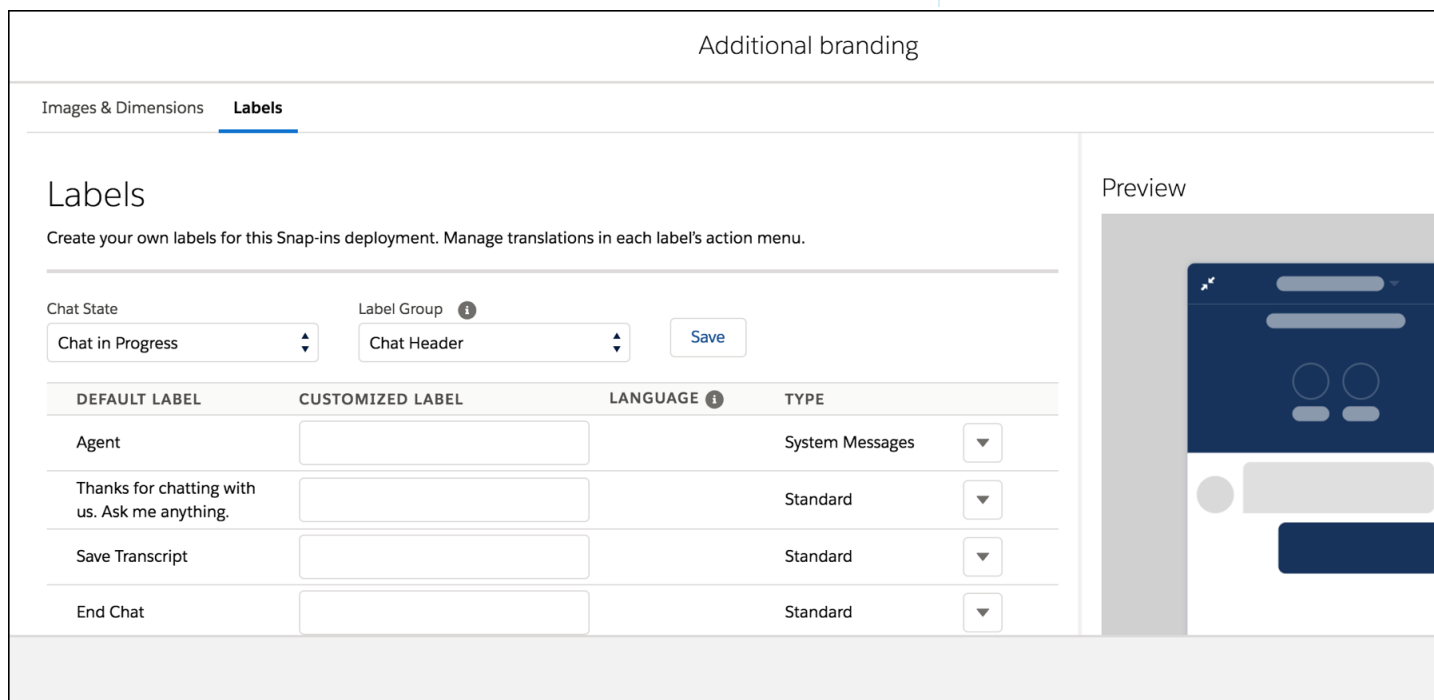 Additional branding
Images & Dimensions
Labels
Labels
Create your own labels for this Snap-ins deployment. Manage translations in each label’s action menu.
Chat State
Label Group
Chat in Progress
Chat Header
Save
DEFAULT LABEL
CUSTOMIZED LABEL
LANGUAGE
TYPE
Agent
System Messages
Thanks for chatting with
us. Ask me anything.
Standard
Save Transcript
Standard
End Chat
Standard
Preview